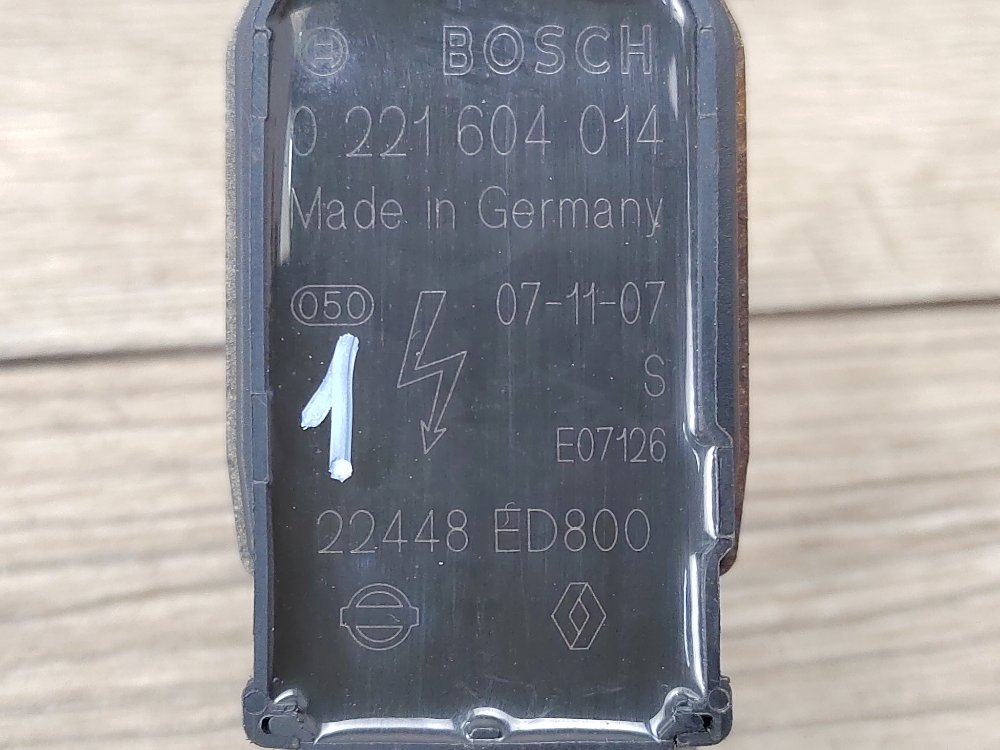 BOSCH
0 221 604 014
Made in Germany
050 07-11-07
1
S
E07126
22448 ED800